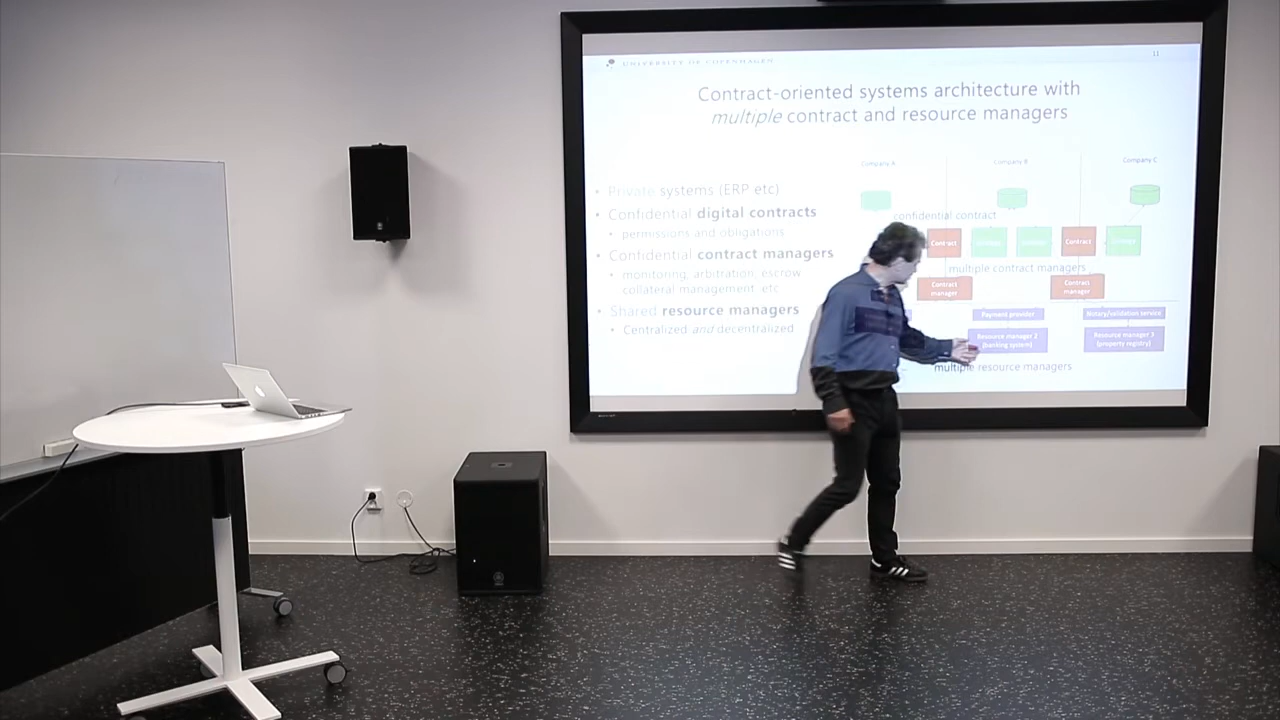 UNIVERSITY OF COPENHAGEN
11
Contract-oriented systems architecture with
multiple contract and resource managers
• Private systems (ERP etc)
• Confidential digital contracts
• permissions and obligations
• Confidential contract managers
• monitoring, arbitration, escrow
collateral management, etc
• Shared resource managers
• Centralized and decentralized
Company A
Company B
Company C
confidential contract
Contract
Contract
multiple contract managers
Contract
manager
Contract
manager
Payment provider
Notary/validation service
Resource manager 2
(banking system)
Resource manager 3
(property registry)
multiple resource managers